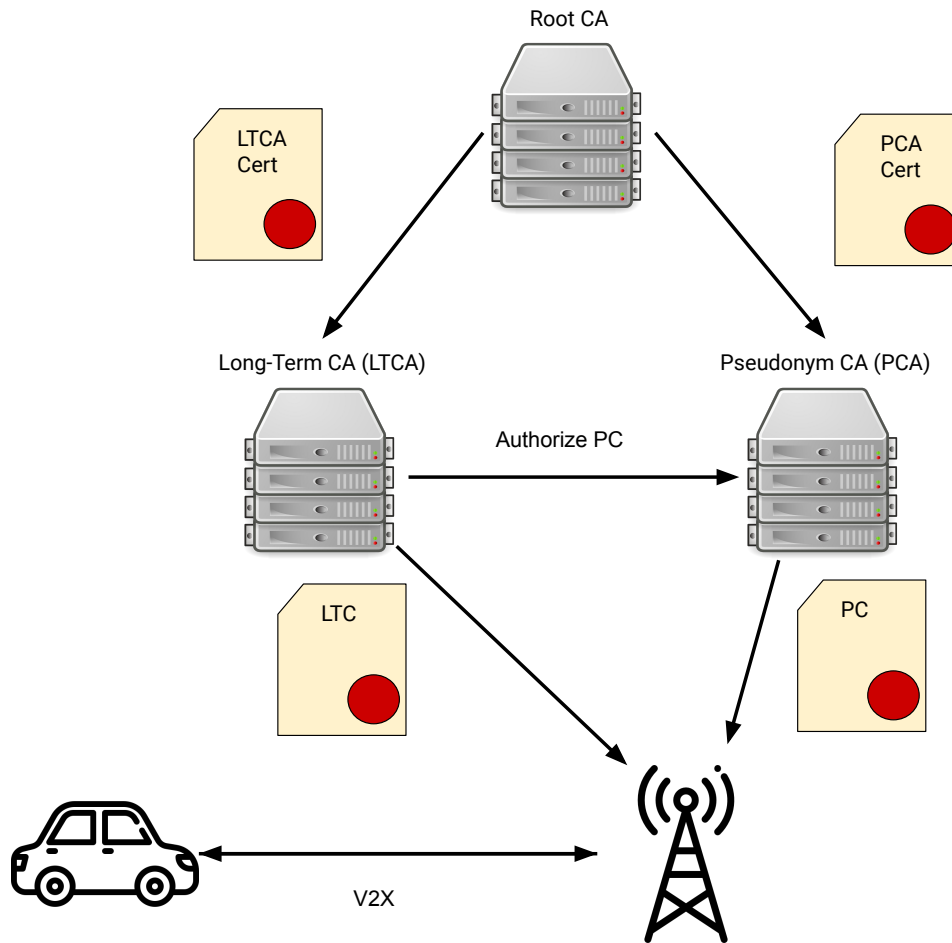 Root CA
LTCA
Cert
PCA
Cert
Long-Term CA (LTCA)
Pseudonym CA (PCA)
Authorize PC
LTC
PC
V2X